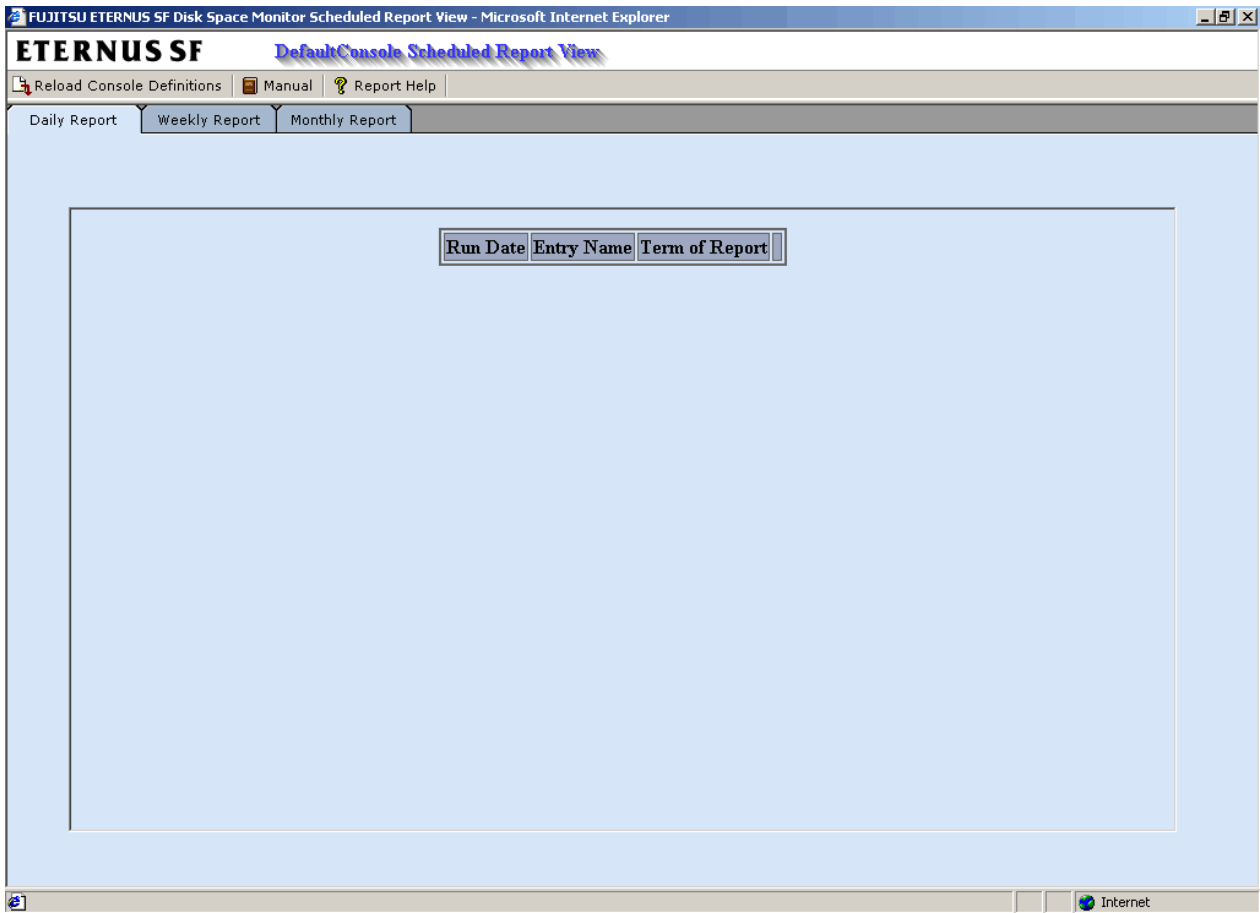 FUJITSU ETERNUS SF Disk Space Monitor Scheduled Report View - Microsoft Internet Explorer
ETERNUS SF DefaultConsole Scheduled Report View
Reload Console Definitions Manual Report Help
Daily Report Weekly Report Monthly Report
Run Date Entry Name Term of Report
Internet